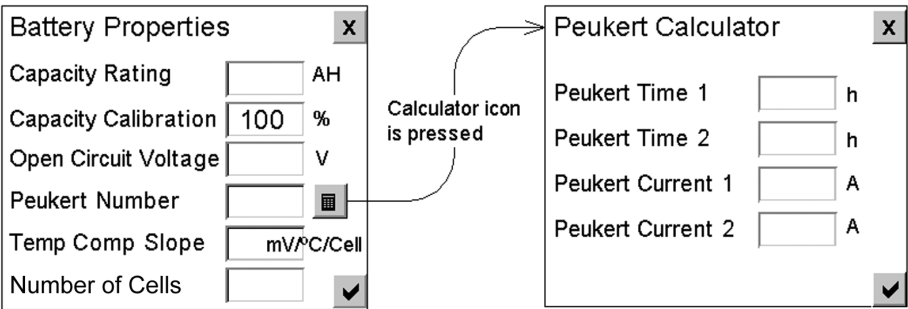 Battery Properties X
Capacity Rating AH
Capacity Calibration 100 %
Open Circuit Voltage V
Peukert Number
Temp Comp Slope mV/ºC/Cell
Number of Cells
Calculator icon
is pressed
Peukert Calculator X
Peukert Time 1 h
Peukert Time 2 h
Peukert Current 1 A
Peukert Current 2 A